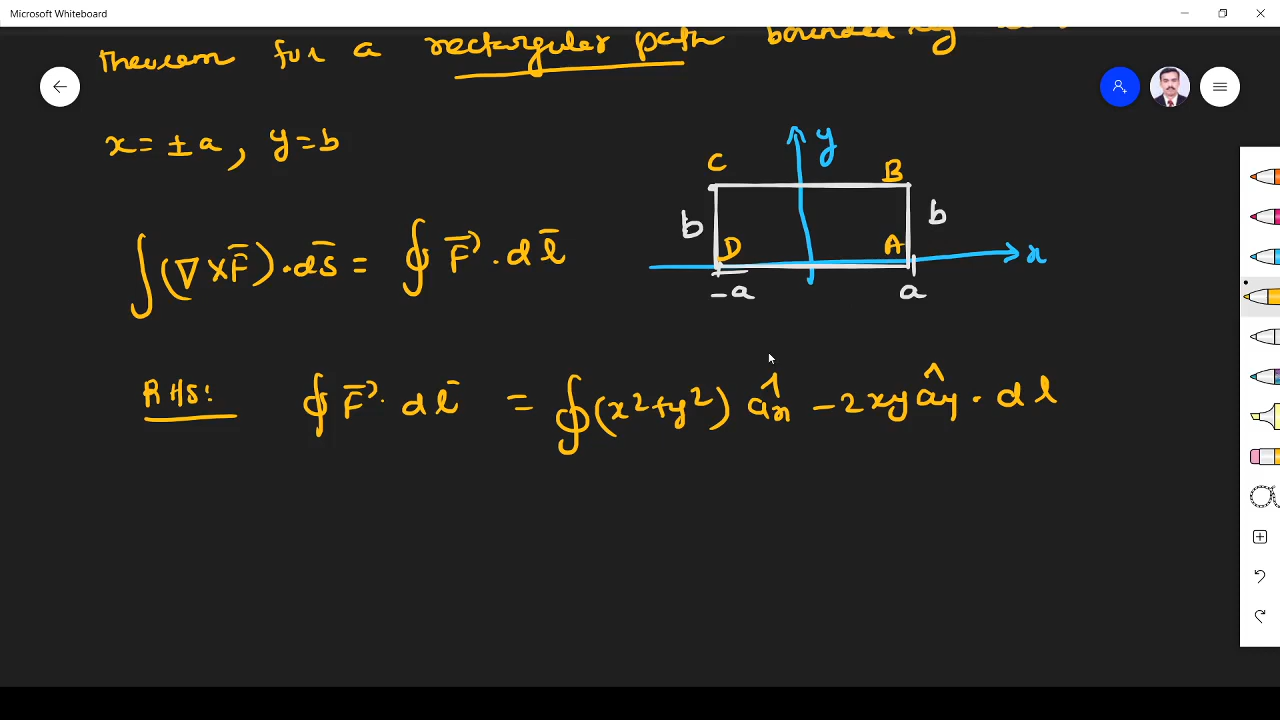 Microsoft Whiteboard
theorem for a rectangular path bounded by
x = ± a , y = b
y
C
B
b
b
D
A
x
-a
a
∫(∇×F̄)·ds̄ = ∮ F̄·dl̄
RHS:
∮ F̄·dl̄ = ∮(x²+y²) âx - 2xy ây · dl